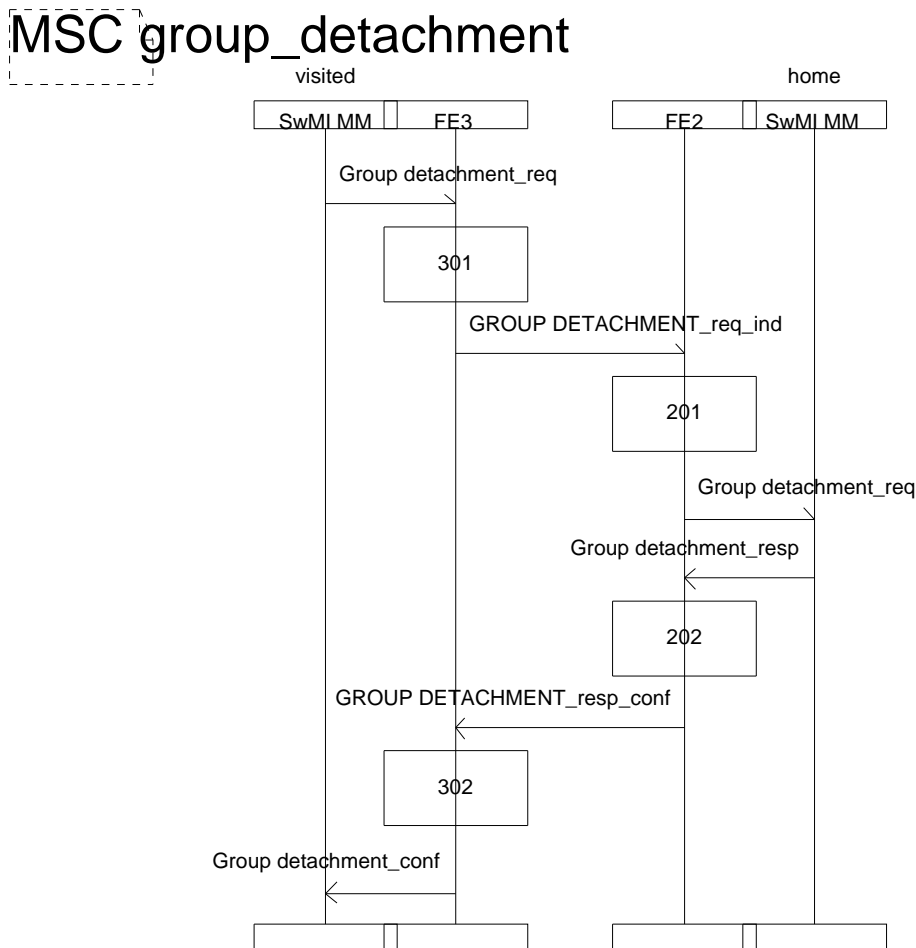 MSC group_detachment
visited home
SwMI MM FE3 FE2 SwMI MM
Group detachment_req
301
GROUP DETACHMENT_req_ind
201
Group detachment_req
Group detachment_resp
202
GROUP DETACHMENT_resp_conf
302
Group detachment_conf